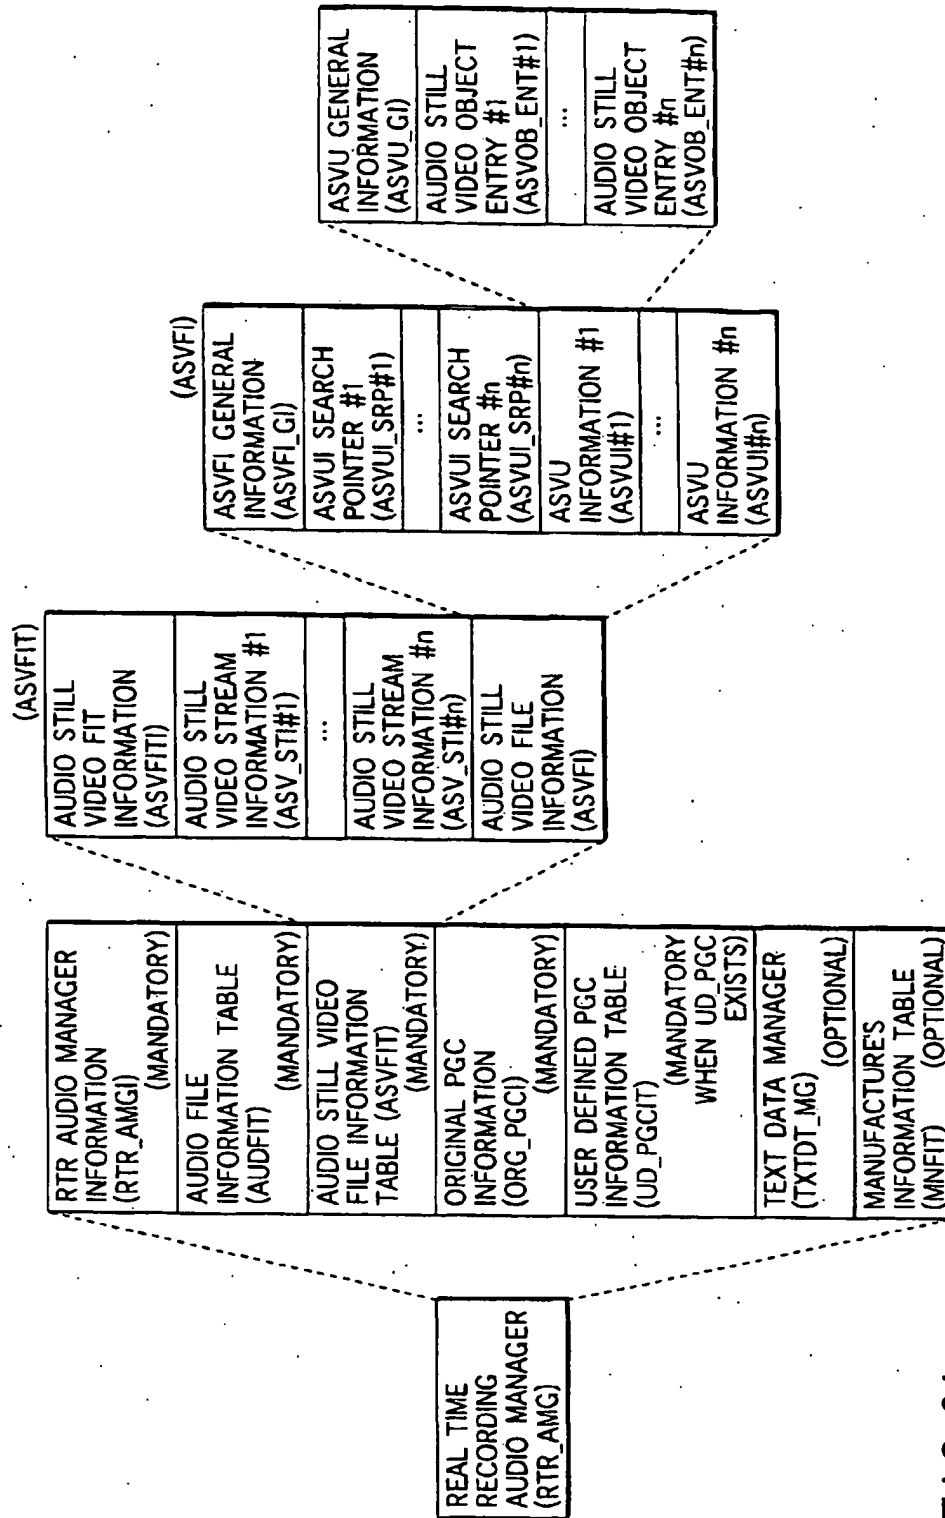 REAL TIME
RECORDING
AUDIO MANAGER
(RTR_AMG)
RTR AUDIO MANAGER
INFORMATION
(RTR_AMGI)
(MANDATORY)
AUDIO FILE
INFORMATION TABLE
(AUDFIT)
(MANDATORY)
AUDIO STILL VIDEO
FILE INFORMATION
TABLE (ASVFIT)
(MANDATORY)
ORIGINAL PGC
INFORMATION
(ORG_PGCI)
(MANDATORY)
USER DEFINED PGC
INFORMATION TABLE
(UD_PGCIT)
(MANDATORY
WHEN UD_PGC
EXISTS)
TEXT DATA MANAGER
(TXTDT_MG)
(OPTIONAL)
MANUFACTURES
INFORMATION TABLE
(MNFIT) (OPTIONAL)
(ASVFIT)
AUDIO STILL
VIDEO FIT
INFORMATION
(ASVFITI)
AUDIO STILL
VIDEO STREAM
INFORMATION #1
(ASV_STI#1)
...
AUDIO STILL
VIDEO STREAM
INFORMATION #n
(ASV_STI#n)
AUDIO STILL
VIDEO FILE
INFORMATION
(ASVFI)
(ASVFI)
ASVFI GENERAL
INFORMATION
(ASVFI_GI)
ASVUI SEARCH
POINTER #1
(ASVUI_SRP#1)
...
ASVUI SEARCH
POINTER #n
(ASVUI_SRP#n)
ASVU
INFORMATION #1
(ASVUI#1)
...
ASVU
INFORMATION #n
(ASVUI#n)
ASVU GENERAL
INFORMATION
(ASVU_GI)
AUDIO STILL
VIDEO OBJECT
ENTRY #1
(ASVOB_ENT#1)
...
AUDIO STILL
VIDEO OBJECT
ENTRY #n
(ASVOB_ENT#n)